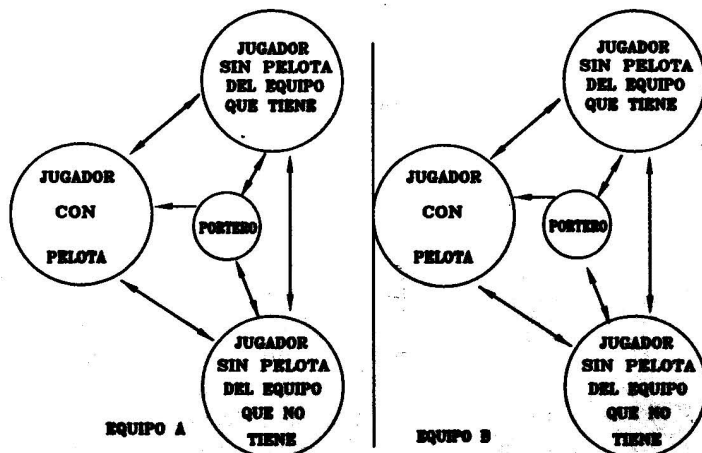 JUGADOR
SIN PELOTA
DEL EQUIPO
QUE TIENE
JUGADOR
CON
PELOTA
PORTERO
JUGADOR
SIN PELOTA
DEL EQUIPO
QUE NO
TIENE
EQUIPO A
JUGADOR
SIN PELOTA
DEL EQUIPO
QUE TIENE
JUGADOR
CON
PELOTA
PORTERO
JUGADOR
SIN PELOTA
DEL EQUIPO
QUE NO
TIENE
EQUIPO B